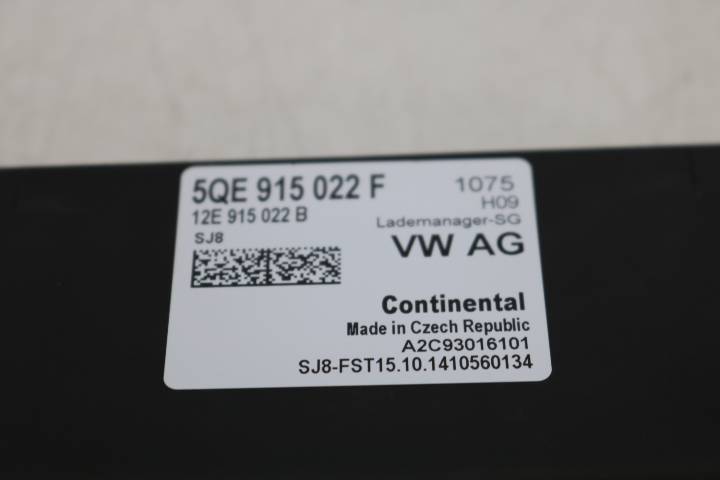 5QE 915 022 F
1075
12E 915 022 B
H09
SJ8
Lademanager-SG
VW AG
Continental
Made in Czech Republic
A2C93016101
SJ8-FST15.10.1410560134